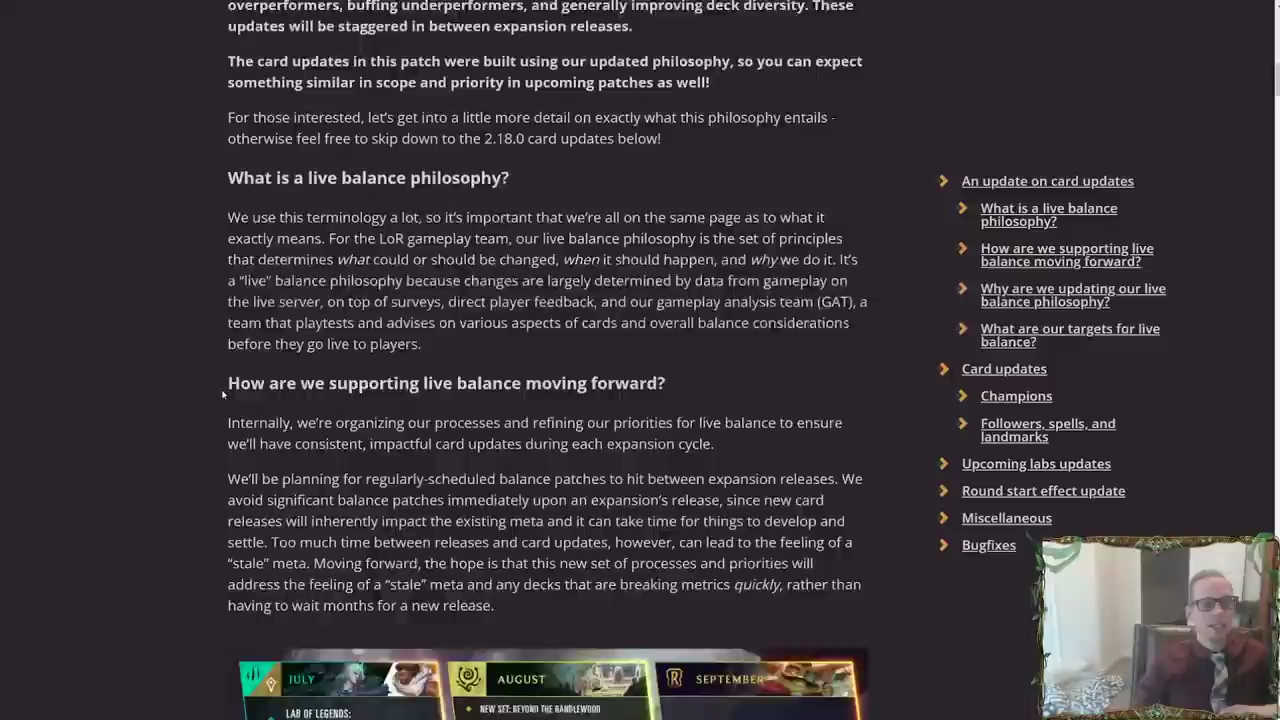 overperformers, buffing underperformers, and generally improving deck diversity. These
updates will be staggered in between expansion releases.
The card updates in this patch were built using our updated philosophy, so you can expect
something similar in scope and priority in upcoming patches as well!
For those interested, let's get into a little more detail on exactly what this philosophy entails -
otherwise feel free to skip down to the 2.18.0 card updates below!
What is a live balance philosophy?
We use this terminology a lot, so it's important that we're all on the same page as to what it
exactly means. For the LoR gameplay team, our live balance philosophy is the set of principles
that determines what could or should be changed, when it should happen, and why we do it. It's
a "live" balance philosophy because changes are largely determined by data from gameplay on
the live server, on top of surveys, direct player feedback, and our gameplay analysis team (GAT), a
team that playtests and advises on various aspects of cards and overall balance considerations
before they go live to players.
How are we supporting live balance moving forward?
Internally, we're organizing our processes and refining our priorities for live balance to ensure
we'll have consistent, impactful card updates during each expansion cycle.
We'll be planning for regularly-scheduled balance patches to hit between expansion releases. We
avoid significant balance patches immediately upon an expansion's release, since new card
releases will inherently impact the existing meta and it can take time for things to develop and
settle. Too much time between releases and card updates, however, can lead to the feeling of a
"stale" meta. Moving forward, the hope is that this new set of processes and priorities will
address the feeling of a "stale" meta and any decks that are breaking metrics quickly, rather than
having to wait months for a new release.
JULY
LAB OF LEGENDS:
AUGUST
NEW SET: BEYOND THE BANDLEWOOD
SEPTEMBER
An update on card updates
What is a live balance
philosophy?
How are we supporting live
balance moving forward?
Why are we updating our live
balance philosophy?
What are our targets for live
balance?
Card updates
Champions
Followers, spells, and
landmarks
Upcoming labs updates
Round start effect update
Miscellaneous
Bugfixes